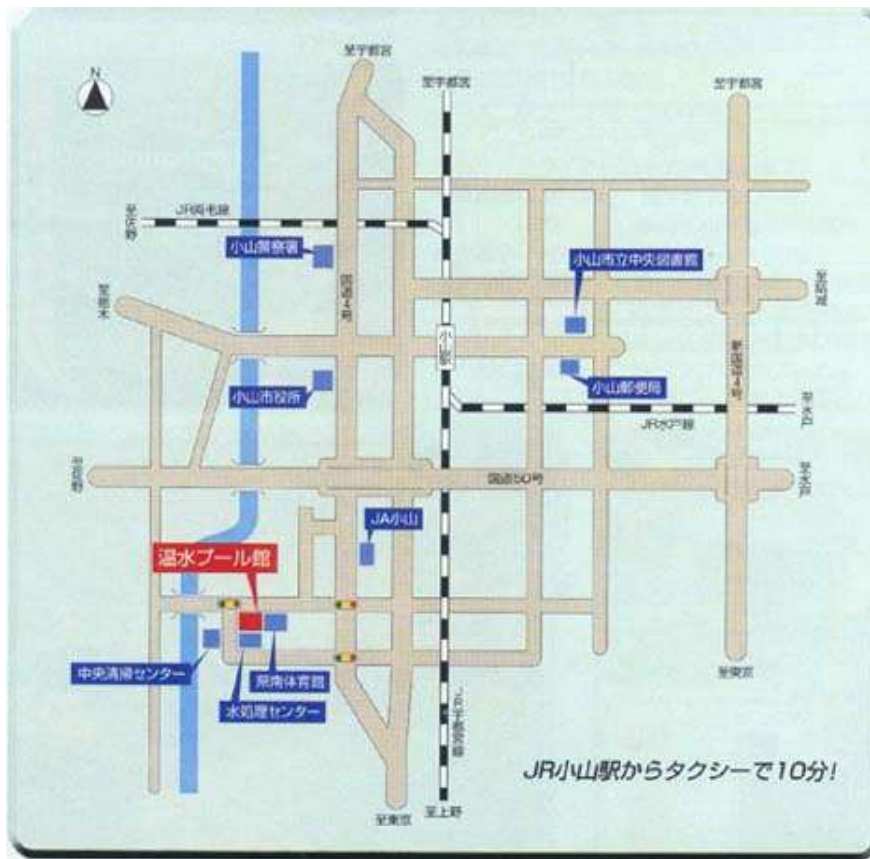 至宇都宮
至宇都宮
至宇都宮
N
JR両毛線
至佐野
小山警察署
小山市立中央図書館
国道4号
至結城
至栃木
小山駅
新国道4号
小山市役所
小山郵便局
至水戸
JR水戸線
至佐野
国道50号
至水戸
JA小山
温水プール館
中央清掃センター
県南体育館
水処理センター
至東京
JR宇都宮線
JR小山駅からタクシーで10分!
至東京
至上野